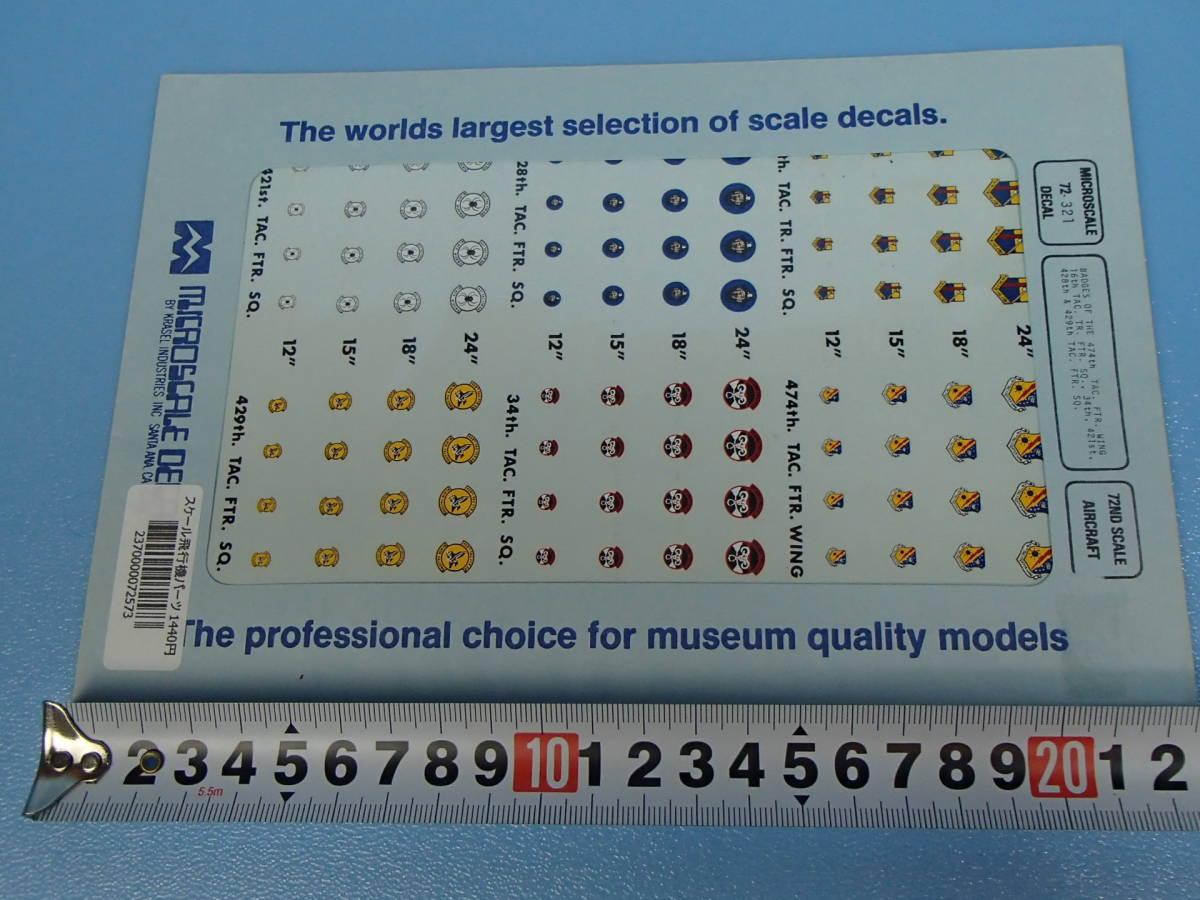 The worlds largest selection of scale decals.
MICROSCALE DE
BY KRASEL INDUSTRIES INC SANTA ANA, CA
421st. TAC. FTR. SQ.
28th. TAC. FTR. SQ.
th. TAC. TR. FTR. SQ.
12″
15″
18″
24″
12″
15″
18″
24″
12″
15″
18″
24″
429th. TAC. FTR. SQ.
34th. TAC. FTR. SQ.
474th. TAC. FTR. WING
MICROSCALE
72-321
DECAL
BADGES OF THE 474th TAC. FTR. WING
16th TAC. TR. FTR. SQ., 34th, 421st,
428th & 429th TAC. FTR. SQ.
72ND SCALE
AIRCRAFT
スケール飛行機パーツ 1440円
2370000072573
The professional choice for museum quality models
2 3 4 5 6 7 8 9 10 1 2 3 4 5 6 7 8 9 20 1 2
5.5m